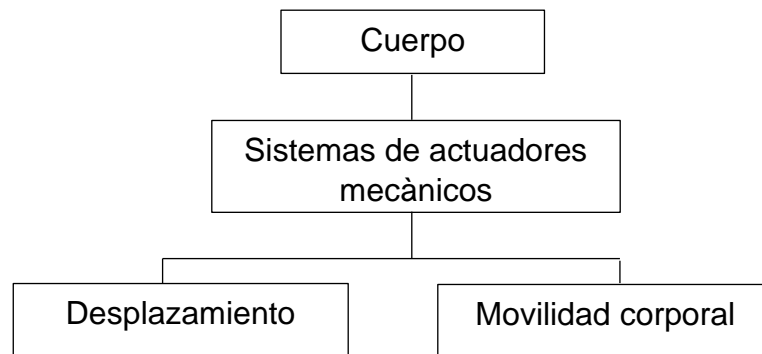 Cuerpo
Sistemas de actuadores
mecànicos
Desplazamiento
Movilidad corporal